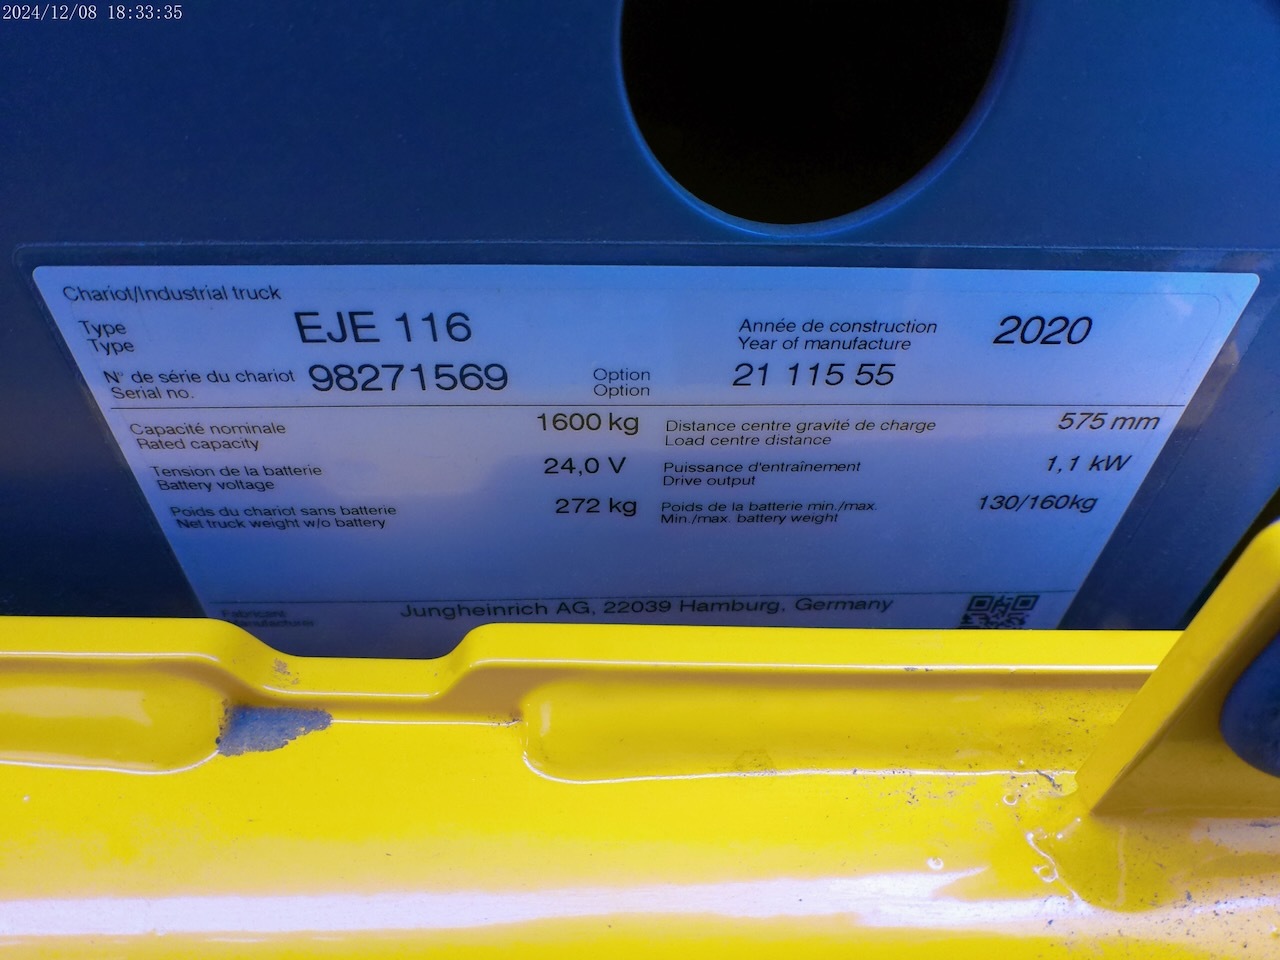 2024/12/08 18:33:35
Chariot/Industrial truck
Type EJE 116 Année de construction 2020
Type Year of manufacture
N° de série du chariot 98271569 Option 21 115 55
Serial no. Option
Capacité nominale 1600 kg Distance centre gravité de charge 575 mm
Rated capacity Load centre distance
Tension de la batterie 24,0 V Puissance d'entraînement 1,1 kW
Battery voltage Drive output
Poids du chariot sans batterie 272 kg Poids de la batterie min./max. 130/160kg
Net truck weight w/o battery Min./max. battery weight
Fabricant Jungheinrich AG, 22039 Hamburg, Germany
Manufacturer